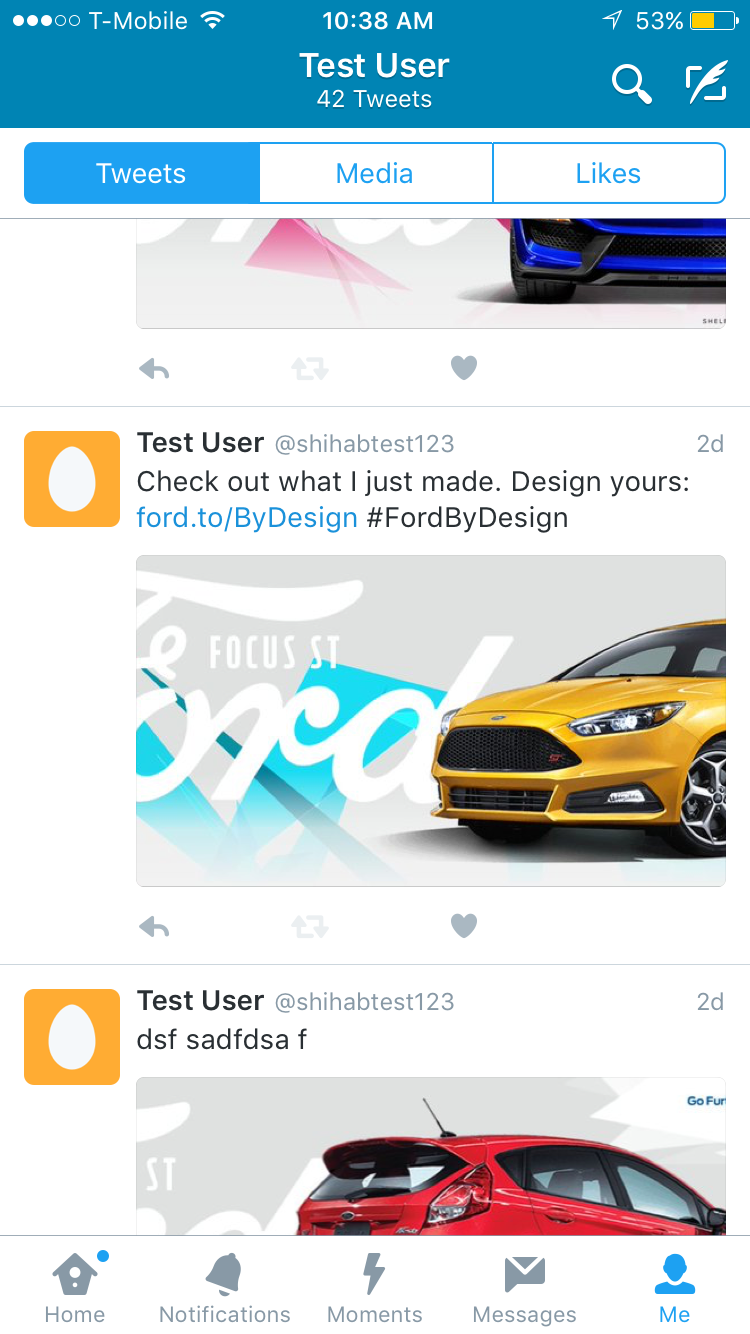 T-Mobile 10:38 AM 53%
Test User
42 Tweets
Tweets Media Likes
SHEL
Test User @shihabtest123 2d
Check out what I just made. Design yours:
ford.to/ByDesign #FordByDesign
FOCUS ST
Ford
Test User @shihabtest123 2d
dsf sadfdsa f
Go Fur
ST
Home Notifications Moments Messages Me